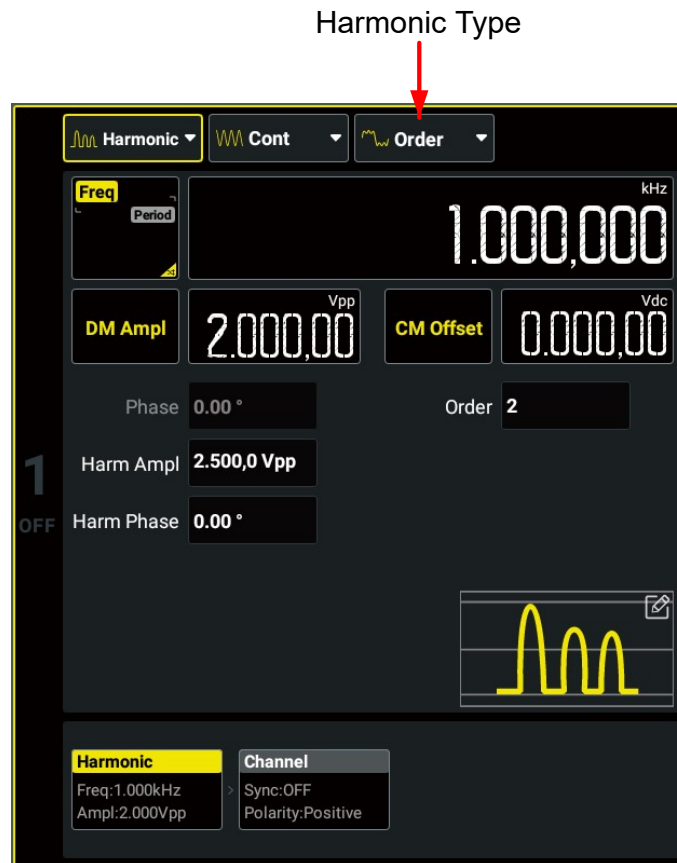 Harmonic Type
Harmonic Cont Order
Freq
Period
kHz
1.000,000
DM Ampl
Vpp
2.000,00
CM Offset
Vdc
0.000,00
Phase 0.00 ° Order 2
1
OFF
Harm Ampl 2.500,0 Vpp
Harm Phase 0.00 °
Harmonic
Freq:1.000kHz
Ampl:2.000Vpp
>
Channel
Sync:OFF
Polarity:Positive